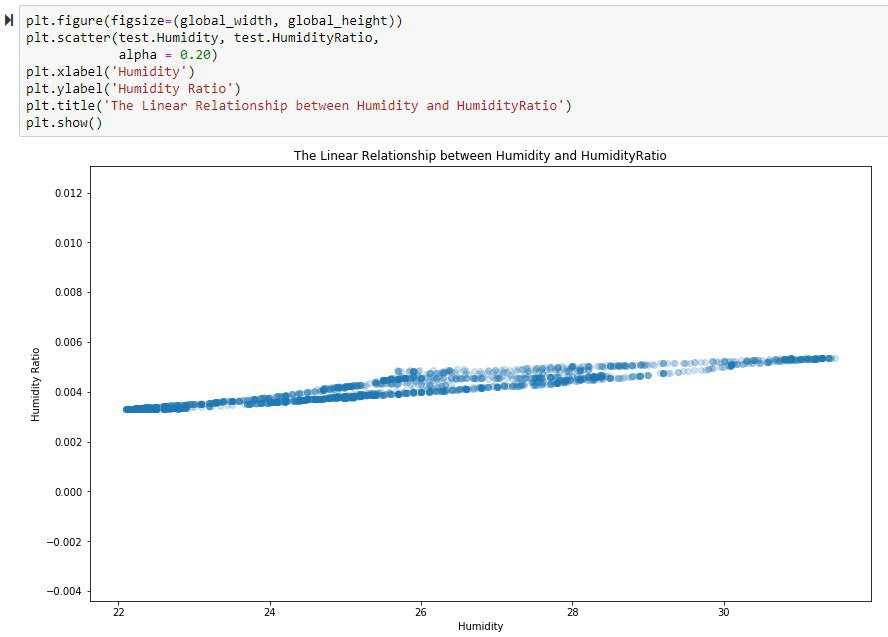 plt.figure(figsize=(global_width, global_height))
plt.scatter(test.Humidity, test.HumidityRatio,
            alpha = 0.20)
plt.xlabel('Humidity')
plt.ylabel('Humidity Ratio')
plt.title('The Linear Relationship between Humidity and HumidityRatio')
plt.show()
The Linear Relationship between Humidity and HumidityRatio
0.012
0.010
0.008
0.006
0.004
0.002
0.000
−0.002
−0.004
Humidity Ratio
22 24 26 28 30
Humidity